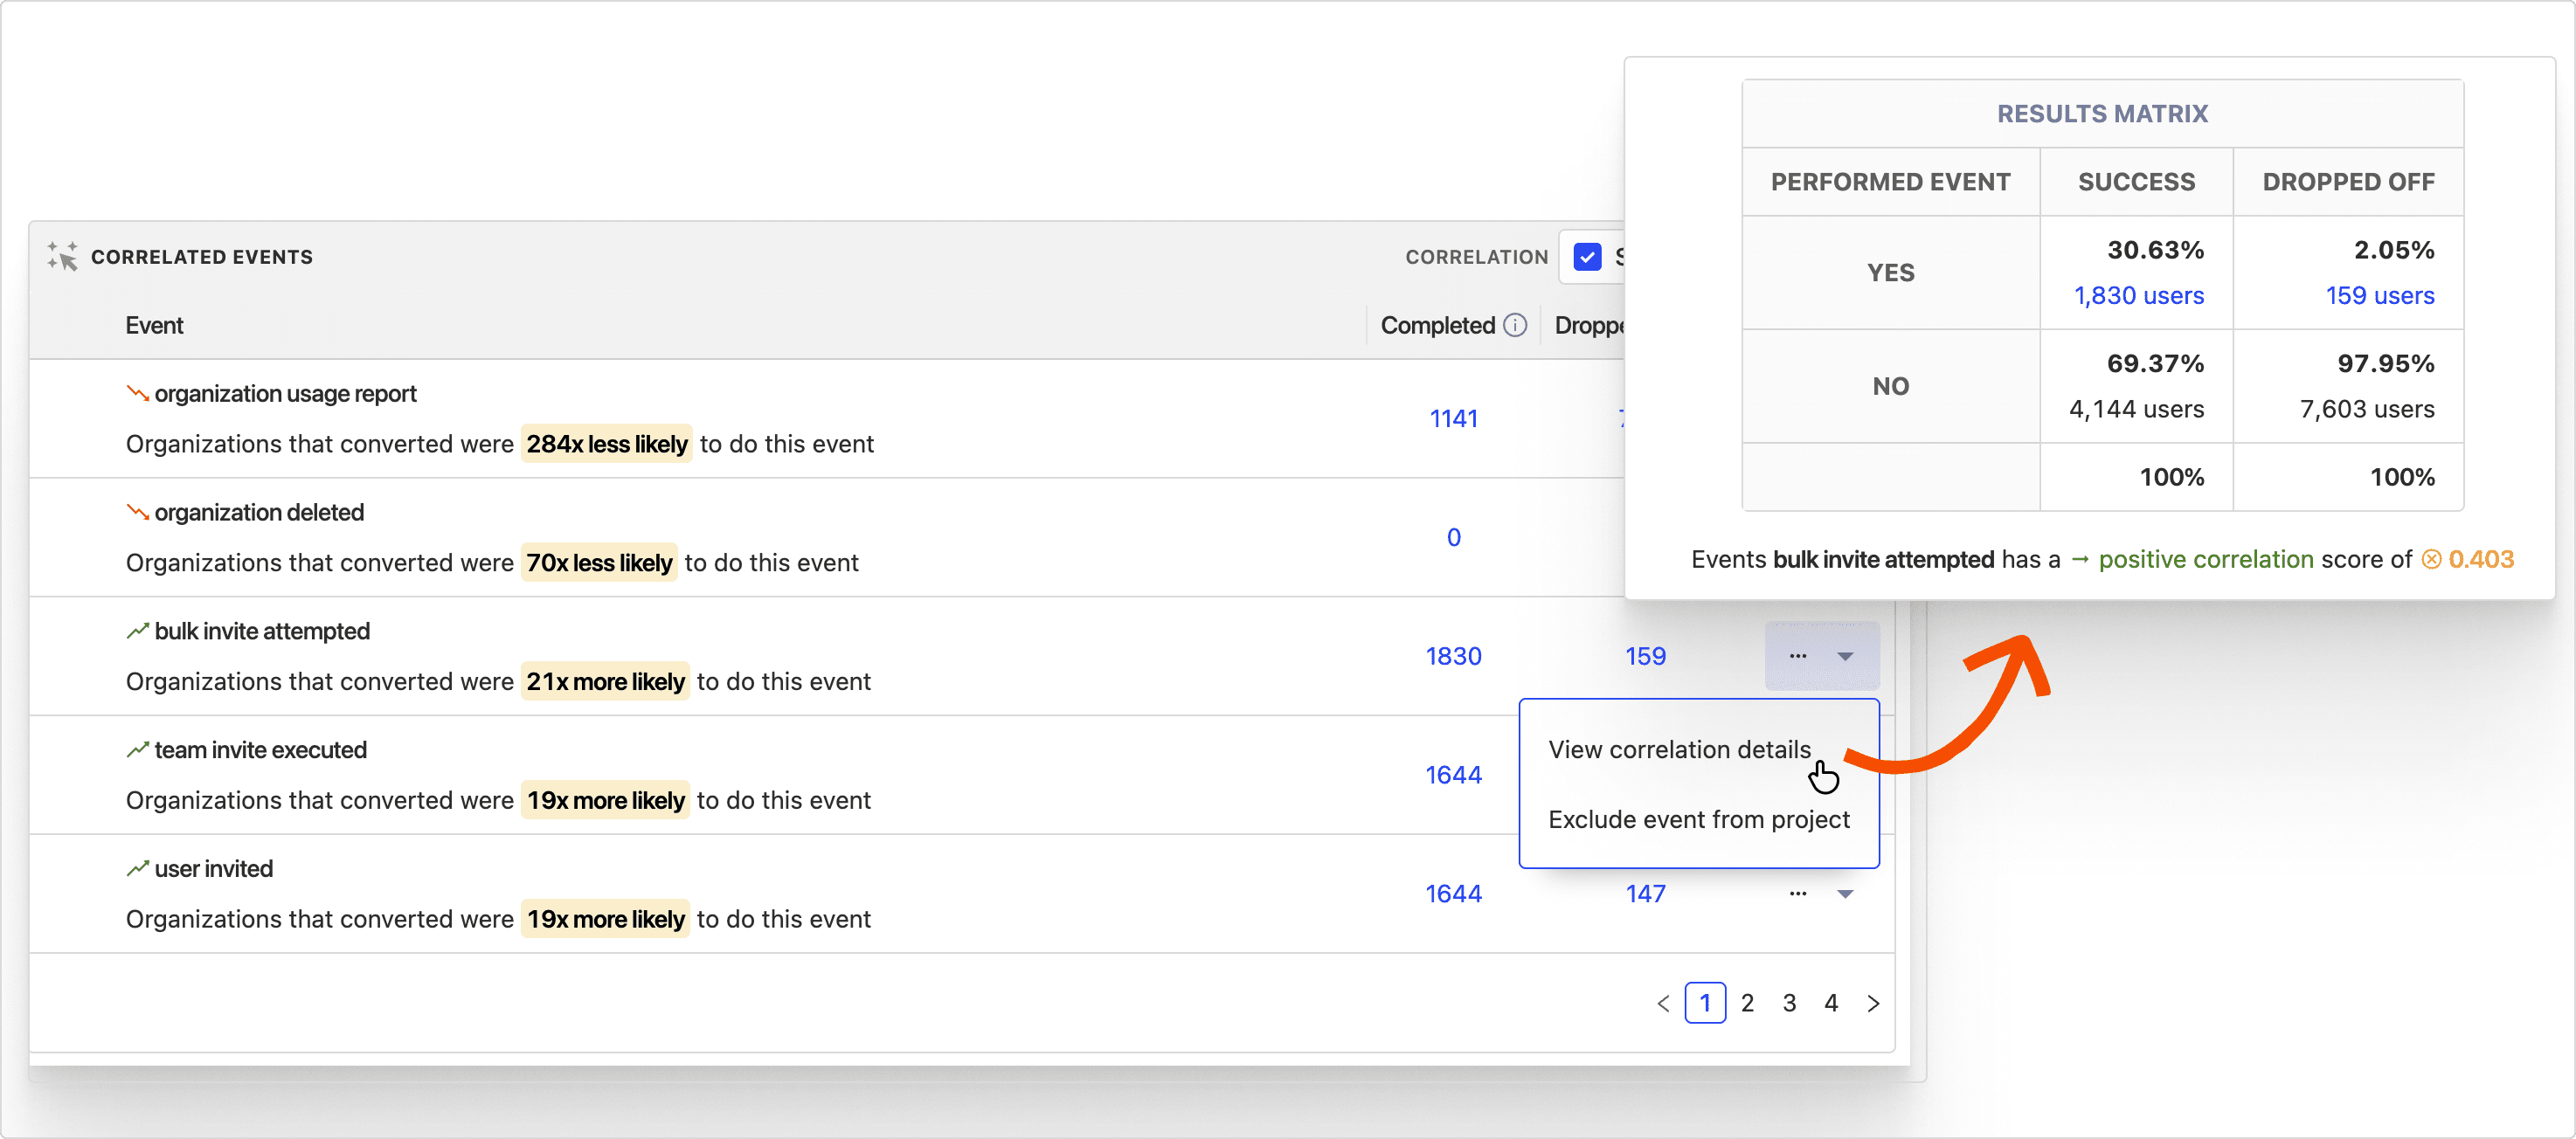 RESULTS MATRIX
PERFORMED EVENT SUCCESS DROPPED OFF
YES 30.63% 2.05%
1,830 users 159 users
NO 69.37% 97.95%
4,144 users 7,603 users
100% 100%
Events bulk invite attempted has a → positive correlation score of 0.403
CORRELATED EVENTS CORRELATION
Event Completed
organization usage report
1141
Organizations that converted were 284x less likely to do this event
organization deleted
0
Organizations that converted were 70x less likely to do this event
bulk invite attempted
1830 159 ...
Organizations that converted were 21x more likely to do this event
team invite executed
1644
Organizations that converted were 19x more likely to do this event
View correlation details
Exclude event from project
user invited
1644 147 ...
Organizations that converted were 19x more likely to do this event
< 1 2 3 4 >